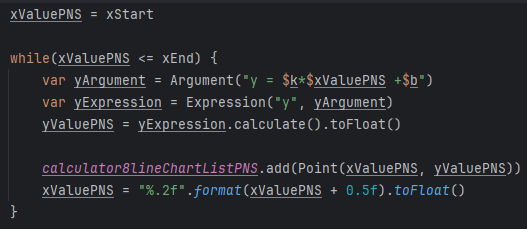 xValuePNS = xStart
while(xValuePNS <= xEnd) {
var yArgument = Argument("y = $k*$xValuePNS +$b")
var yExpression = Expression("y", yArgument)
yValuePNS = yExpression.calculate().toFloat()
calculator8lineChartListPNS.add(Point(xValuePNS, yValuePNS))
xValuePNS = "%.2f".format(xValuePNS + 0.5f).toFloat()
}